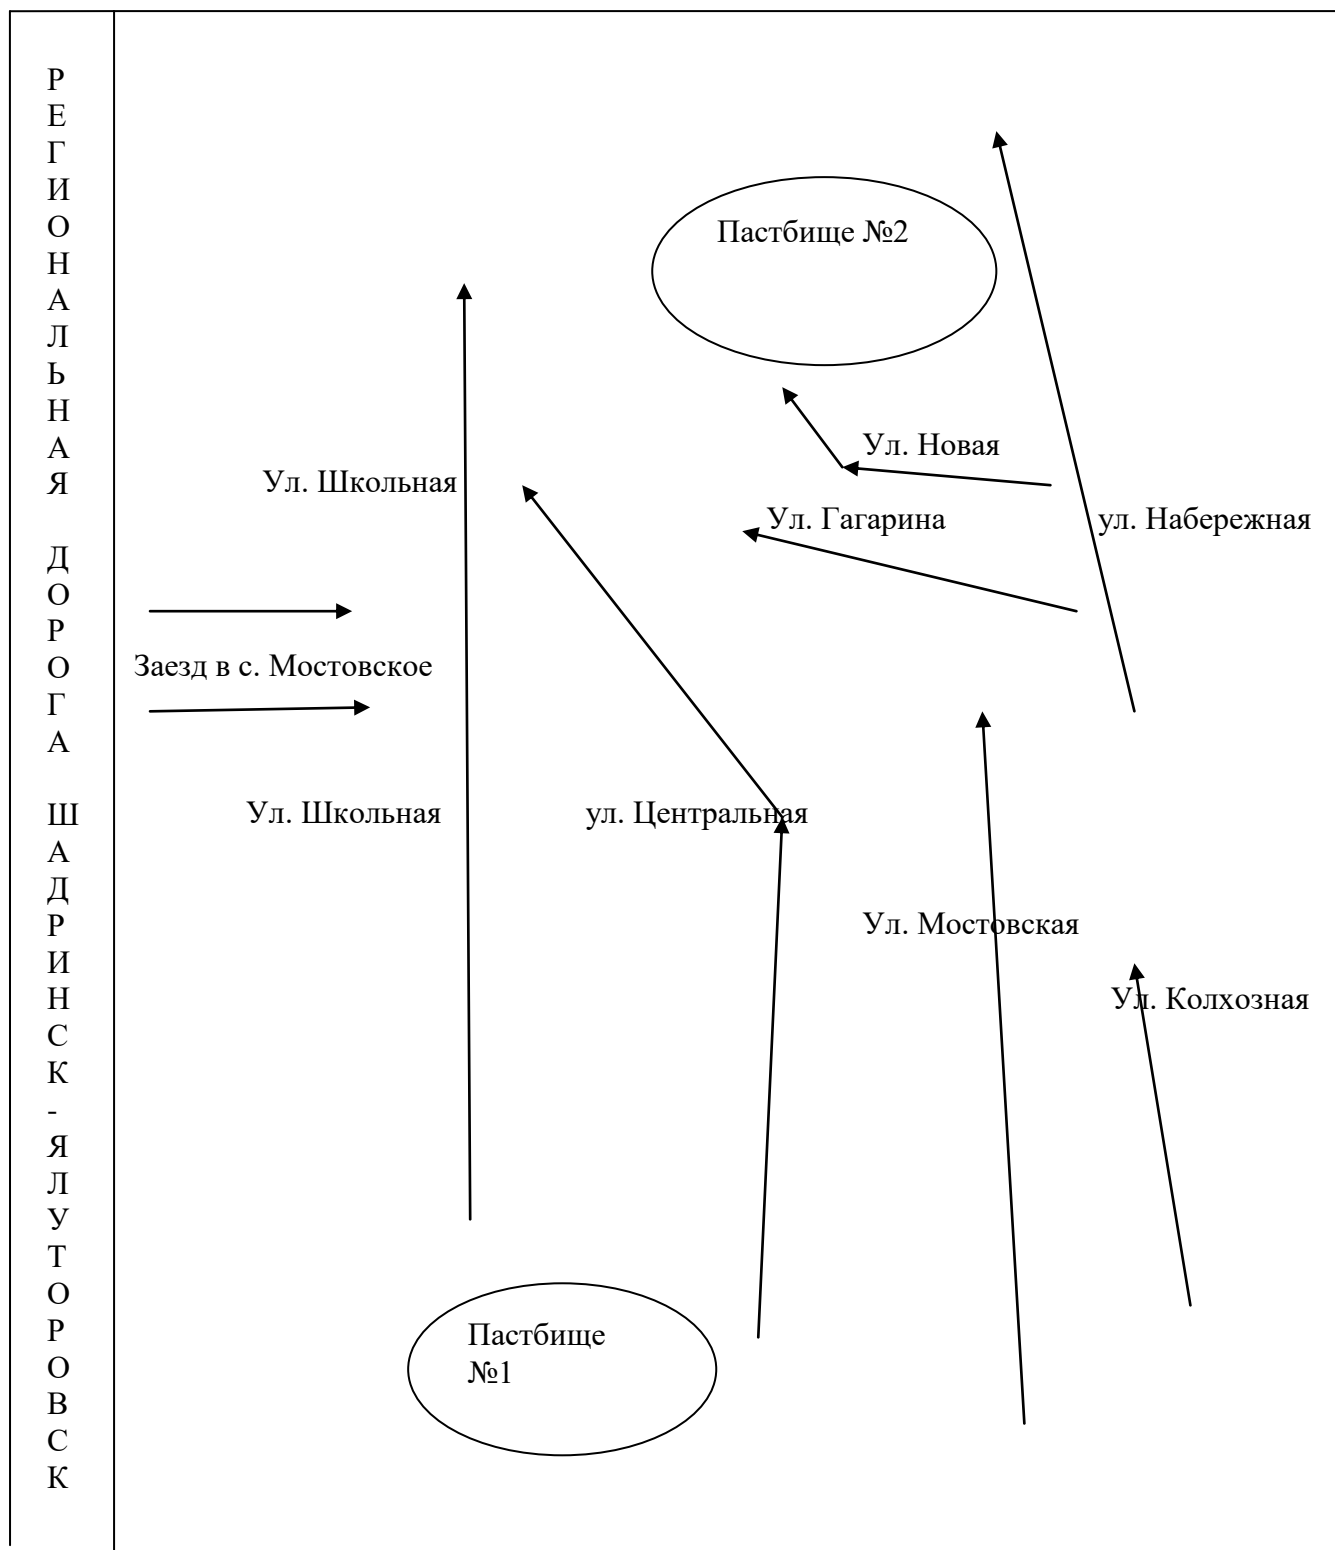 РЕГИОНАЛЬНАЯ ДОРОГА ШАДРИНСК-ЯЛУТОРОВСК
Пастбище №2
Ул. Новая
Ул. Школьная
Ул. Гагарина
ул. Набережная
Заезд в с. Мостовское
Ул. Школьная
ул. Центральная
Ул. Мостовская
Ул. Колхозная
Пастбище
№1